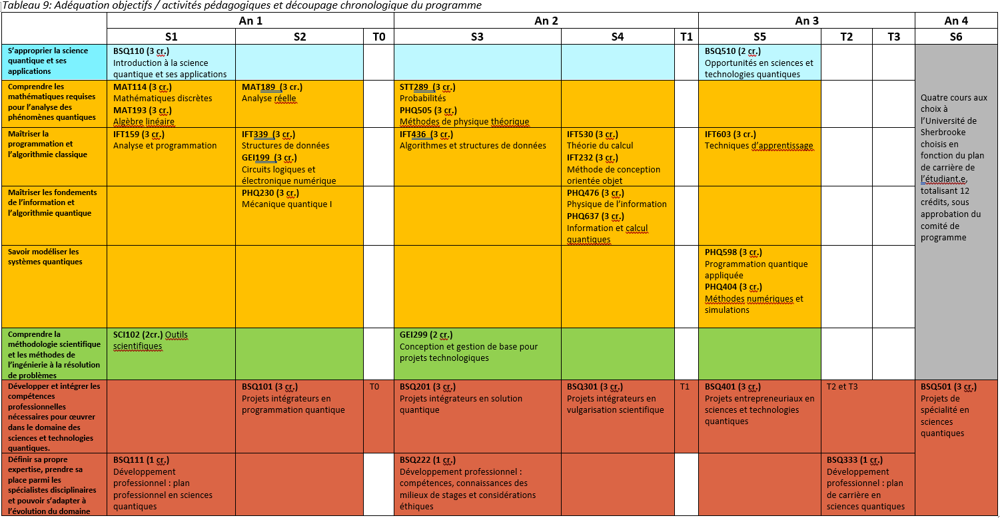 Tableau 9: Adéquation objectifs / activités pédagogiques et découpage chronologique du programme
An 1
An 2
An 3
An 4
S1
S2
T0
S3
S4
T1
S5
T2
T3
S6
S'approprier la science
quantique et ses
applications
BSQ110 (3 cr.)
Introduction à la science
quantique et ses applications
BSQ510 (2 cr.)
Opportunités en sciences et
technologies quantiques
Quatre cours aux
choix à
l'Université de
Sherbrooke
choisis en
fonction du plan
de carrière de
l'étudiant.e,
totalisant 12
crédits, sous
approbation du
comité de
programme
Comprendre les
mathématiques requises
pour l'analyse des
phénomènes quantiques
MAT114 (3 cr.)
Mathématiques discrètes
MAT193 (3 cr.)
Algèbre linéaire
MAT189 (3 cr.)
Analyse réelle
STT289 (3 cr.)
Probabilités
PHQ505 (3 cr.)
Méthodes de physique théorique
Maîtriser la
programmation et
l'algorithmie classique
IFT159 (3 cr.)
Analyse et programmation
IFT339 (3 cr.)
Structures de données
GEI199 (3 cr.)
Circuits logiques et
électronique numérique
IFT436 (3 cr.)
Algorithmes et structures de données
IFT530 (3 cr.)
Théorie du calcul
IFT232 (3 cr.)
Méthode de conception
orientée objet
IFT603 (3 cr.)
Techniques d'apprentissage
Maîtriser les fondements
de l'information et
l'algorithmie quantique
PHQ230 (3 cr.)
Mécanique quantique I
PHQ476 (3 cr.)
Physique de l'information
PHQ637 (3 cr.)
Information et calcul
quantiques
Savoir modéliser les
systèmes quantiques
PHQ598 (3 cr.)
Programmation quantique
appliquée
PHQ404 (3 cr.)
Méthodes numériques et
simulations
Comprendre la
méthodologie scientifique
et les méthodes de
l'ingénierie à la résolution
de problèmes
SCI102 (2cr.) Outils
scientifiques
GEI299 (2 cr.)
Conception et gestion de base pour
projets technologiques
Développer et intégrer les
compétences
professionnelles
nécessaires pour œuvrer
dans le domaine des
sciences et technologies
quantiques.
BSQ101 (3 cr.)
Projets intégrateurs en
programmation quantique
T0
BSQ201 (3 cr.)
Projets intégrateurs en solution
quantique
BSQ301 (3 cr.)
Projets intégrateurs en
vulgarisation scientifique
T1
BSQ401 (3 cr.)
Projets entrepreneuriaux en
sciences et technologies
quantiques
T2 et T3
BSQ501 (3 cr.)
Projets de
spécialité en
sciences
quantiques
Définir sa propre
expertise, prendre sa
place parmi les
spécialistes disciplinaires
et pouvoir s'adapter à
l'évolution du domaine
BSQ111 (1 cr.)
Développement
professionnel : plan
professionnel en sciences
quantiques
BSQ222 (1 cr.)
Développement professionnel :
compétences, connaissances des
milieux de stages et considérations
éthiques
BSQ333 (1 cr.)
Développement
professionnel : plan
de carrière en
sciences quantiques